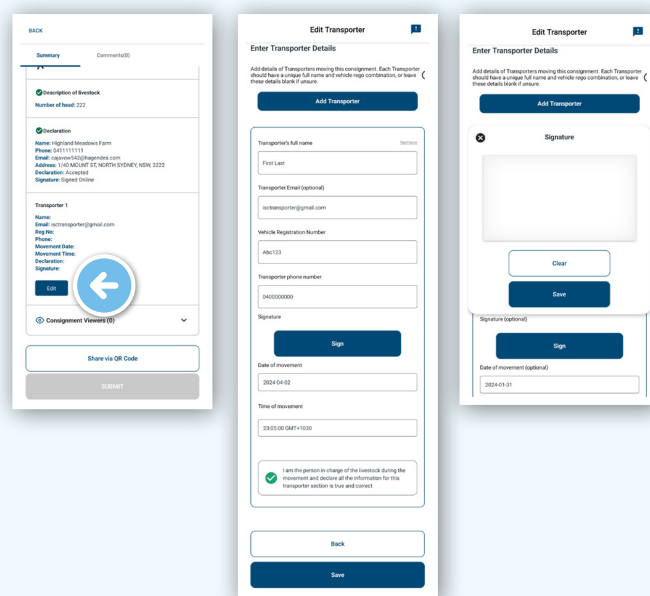 BACK
Summary
Comments(0)
Description of livestock
Number of head: 222
Declaration
Name: Highland Meadows Farm
Phone: 0411111111
Email: cajavow542@hagendes.com
Address: 1/40 MOUNT ST, NORTH SYDNEY, NSW, 2222
Declaration: Accepted
Signature: Signed Online
Transporter 1
Name:
Email: isctransporter@gmail.com
Reg No:
Phone:
Movement Date:
Movement Time:
Declaration:
Signature:
Edit
Consignment Viewers (0)
Share via QR Code
SUBMIT
Edit Transporter
Enter Transporter Details
Add details of Transporters moving this consignment. Each Transporter
should have a unique full name and vehicle rego combination, or leave
these details blank if unsure.
Add Transporter
Transporter's full name
Remove
First Last
Transporter Email (optional)
isctransporter@gmail.com
Vehicle Registration Number
Abc123
Transporter phone number
0400000000
Signature
Sign
Date of movement
2024-04-02
Time of movement
23:03:00 GMT+1030
I am the person in charge of the livestock during the
movement and declare all the information for this
transporter section is true and correct
Back
Save
Edit Transporter
Enter Transporter Details
Add details of Transporters moving this consignment. Each Transporter
should have a unique full name and vehicle rego combination, or leave
these details blank if unsure.
Add Transporter
Signature
Clear
Save
Signature (optional)
Sign
Date of movement (optional)
2024-01-31